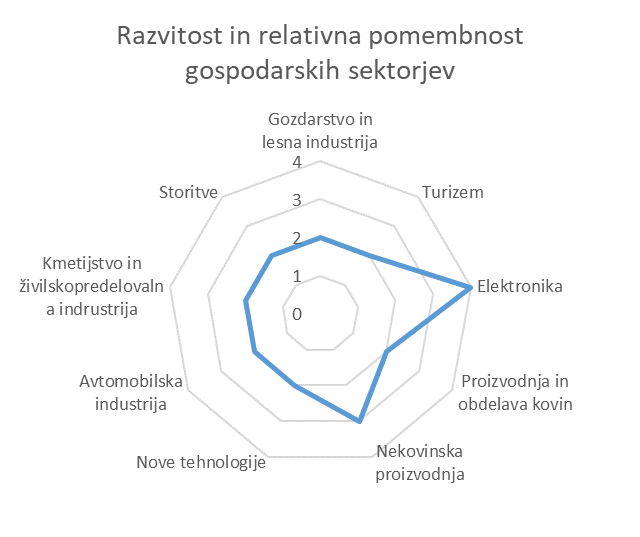 Razvitost in relativna pomembnost
gospodarskih sektorjev
Gozdarstvo in
lesna industrija
Turizem
Elektronika
Proizvodnja in
obdelava kovin
Nekovinska
proizvodnja
Nove tehnologije
Avtomobilska
industrija
Kmetijstvo in
živilskopredelovaln
a indrustrija
Storitve
4
3
2
1
0